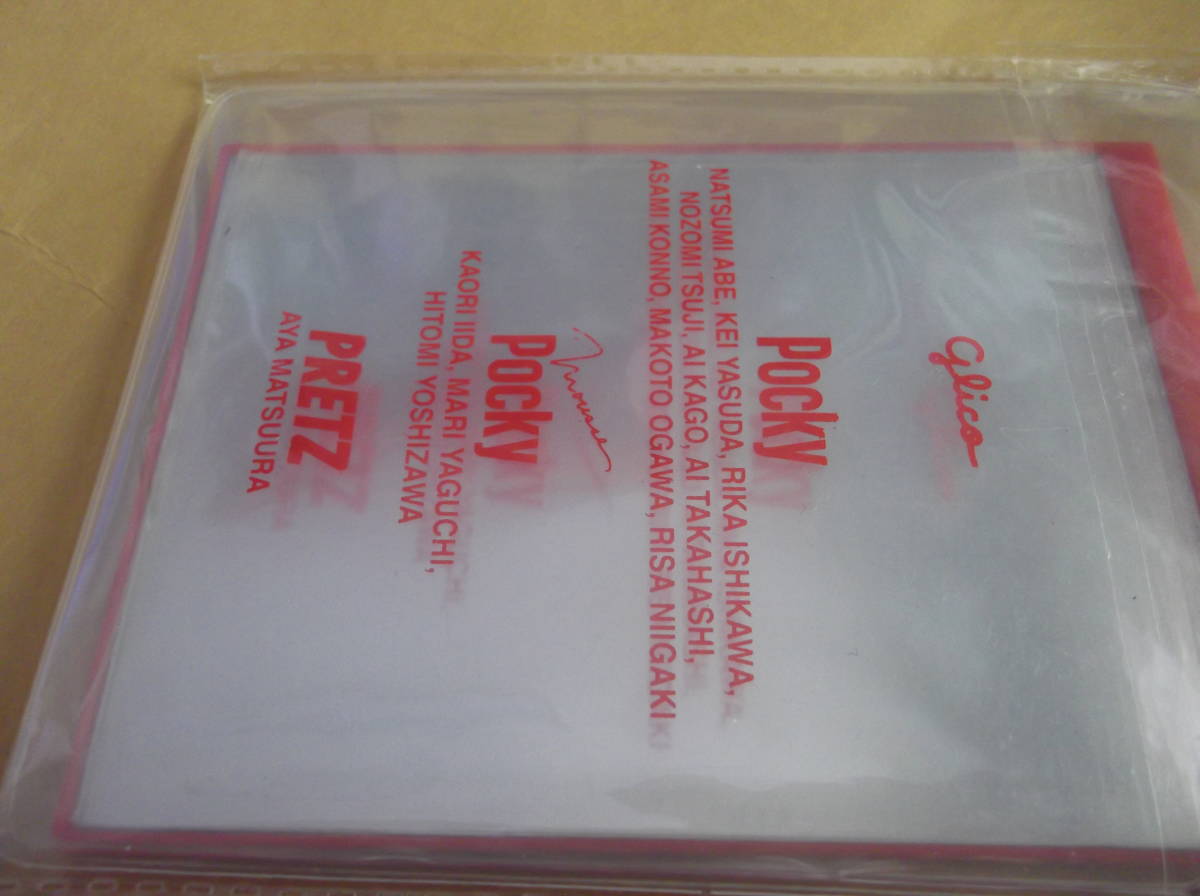 Glico
Pocky
NATSUMI ABE, KEI YASUDA, RIKA ISHIKAWA,
NOZOMI TSUJI, AI KAGO, AI TAKAHASHI,
ASAMI KONNO, MAKOTO OGAWA, RISA NIIGAKI
Mousse
Pocky
KAORI IIDA, MARI YAGUCHI,
HITOMI YOSHIZAWA
PRETZ
AYA MATSUURA